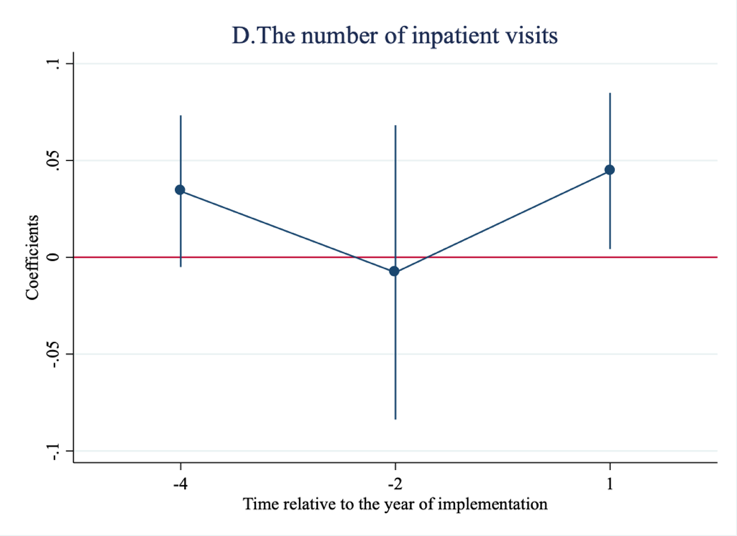 D.The number of inpatient visits
.1
.05
0
-.05
-.1
Coefficients
-4
-2
1
Time relative to the year of implementation